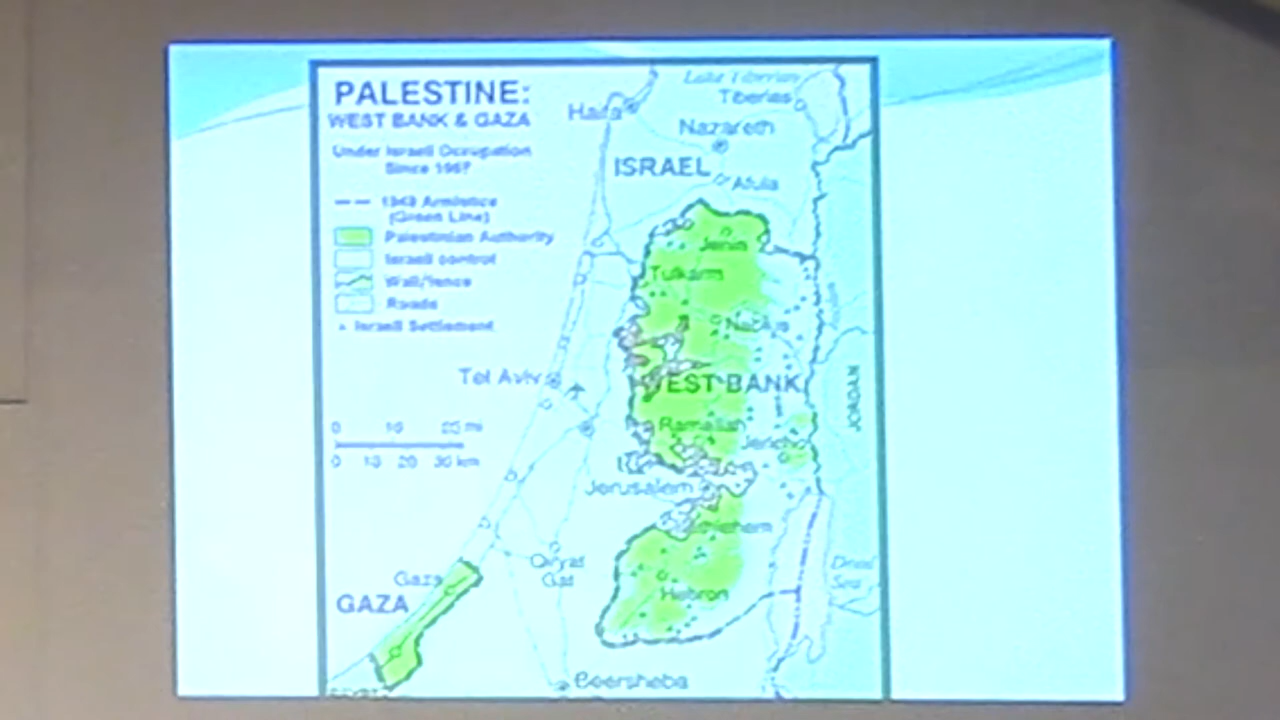 PALESTINE:
WEST BANK & GAZA
Under Israeli Occupation
Since 1967
1949 Armistice
(Green Line)
Palestinian Authority
Israeli control
Wall/fence
Roads
Israeli Settlement
0 10 25 mi
0 10 20 30 km
Lake Tiberias
Tiberias
Haifa
Nazareth
ISRAEL
Afula
Jenin
Tulkarm
Nablus
Tel Aviv
WEST BANK
JORDAN
Ramallah
Jericho
Jerusalem
Bethlehem
Qiryat
Gat
Dead
Sea
Gaza
GAZA
Hebron
Beersheba